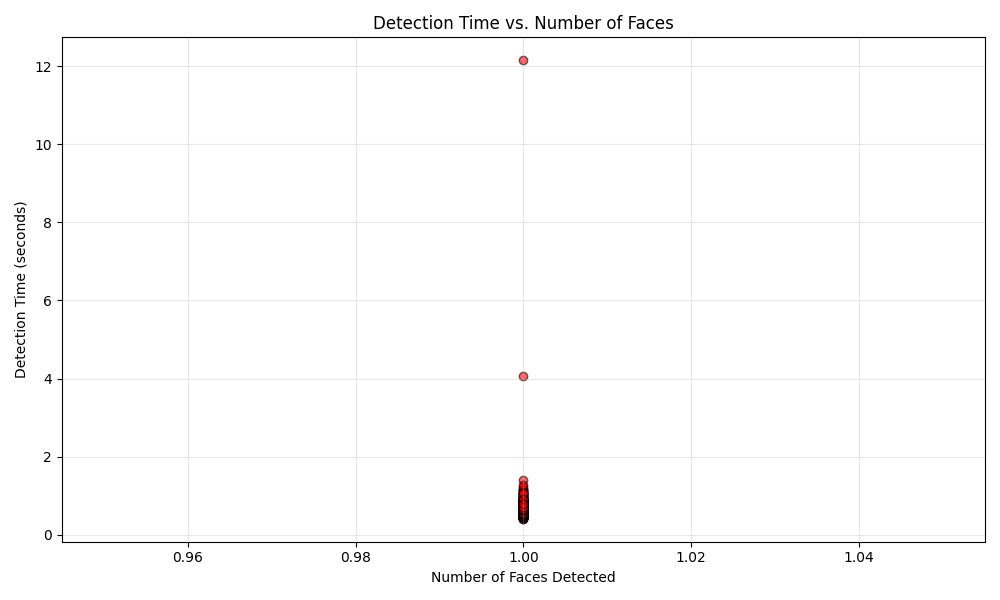 Detection Time vs. Number of Faces
12
10
8
6
4
2
0
Detection Time (seconds)
0.96 0.98 1.00 1.02 1.04
Number of Faces Detected